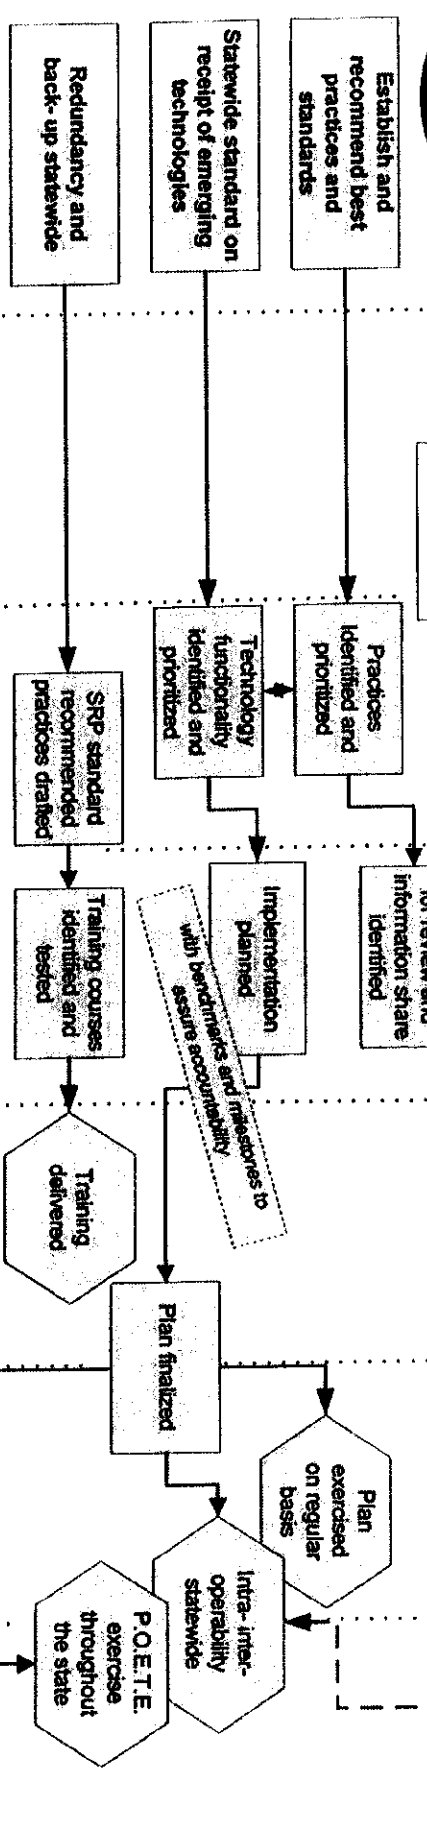 Establish and
recommend best
practices and
standards
Statewide standard on
receipt of emerging
technologies
Redundancy and
back- up statewide
Practices
identified and
prioritized
Technology
functionality
identified and
prioritized
SRP standard
recommended
practices drafted
for review and
information share
identified
Implementation
planned
with benchmarks and milestones to
assure accountability
Training courses
identified and
tested
Training
delivered
Plan finalized
Plan
exercised
on regular
basis
Intra- inter-
operability
statewide
P.O.E.T.E.
exercise
throughout
the state